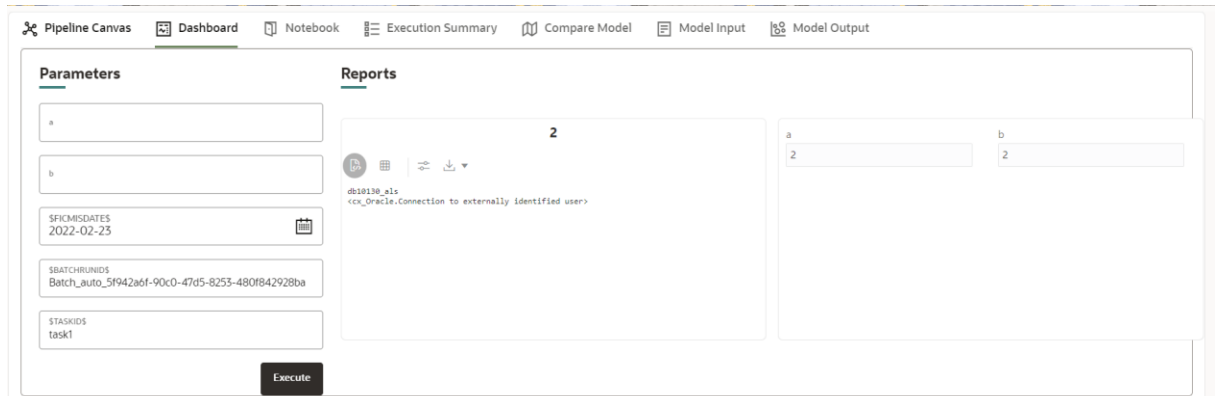 Pipeline Canvas Dashboard Notebook Execution Summary Compare Model Model Input Model Output
Parameters
a
b
$FICMISDATE$
2022-02-23
$BATCHRUNID$
Batch_auto_5f942a6f-90c0-47d5-8253-480f842928ba
$TASKID$
task1
Execute
Reports
2
db10130_als
<cx_Oracle.Connection to externally identified user>
a b
2 2